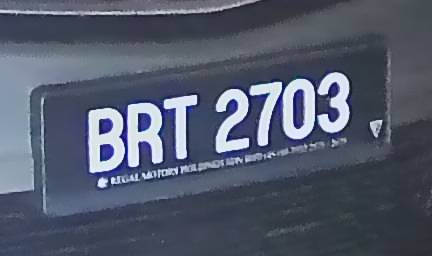 BRT 2703
REGAL MOTORS HOLDINGS SDN BHD